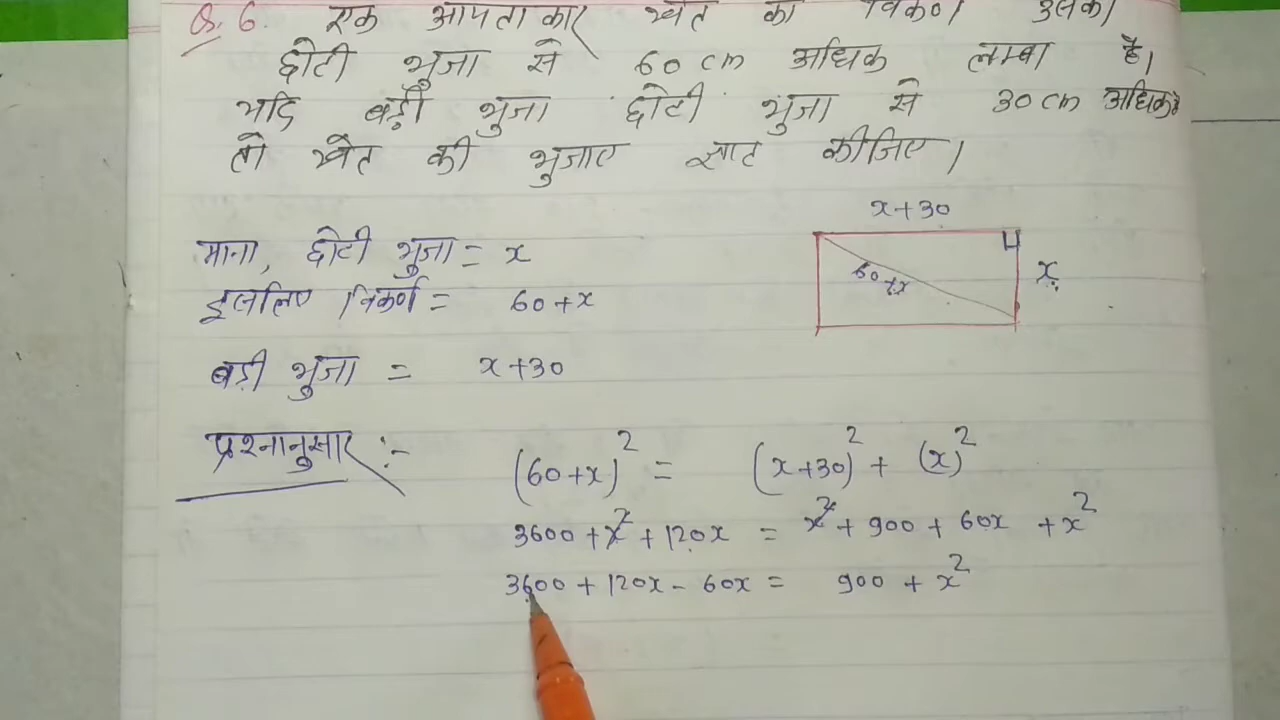 Q.6. एक आयताकार खेत का विकर्ण उसकी
छोटी भुजा से 60 cm अधिक लम्बा है।
यदि बड़ी भुजा छोटी भुजा से 30 cm अधिक है
तो खेत की भुजाए ज्ञात कीजिए।
x+30
माना, छोटी भुजा = x
60+x
x
इसलिए विकर्ण = 60+x
बड़ी भुजा = x+30
प्रश्नानुसार :- (60+x)² = (x+30)² + (x)²
3600 + x² + 120x = x² + 900 + 60x + x²
3600 + 120x - 60x = 900 + x²